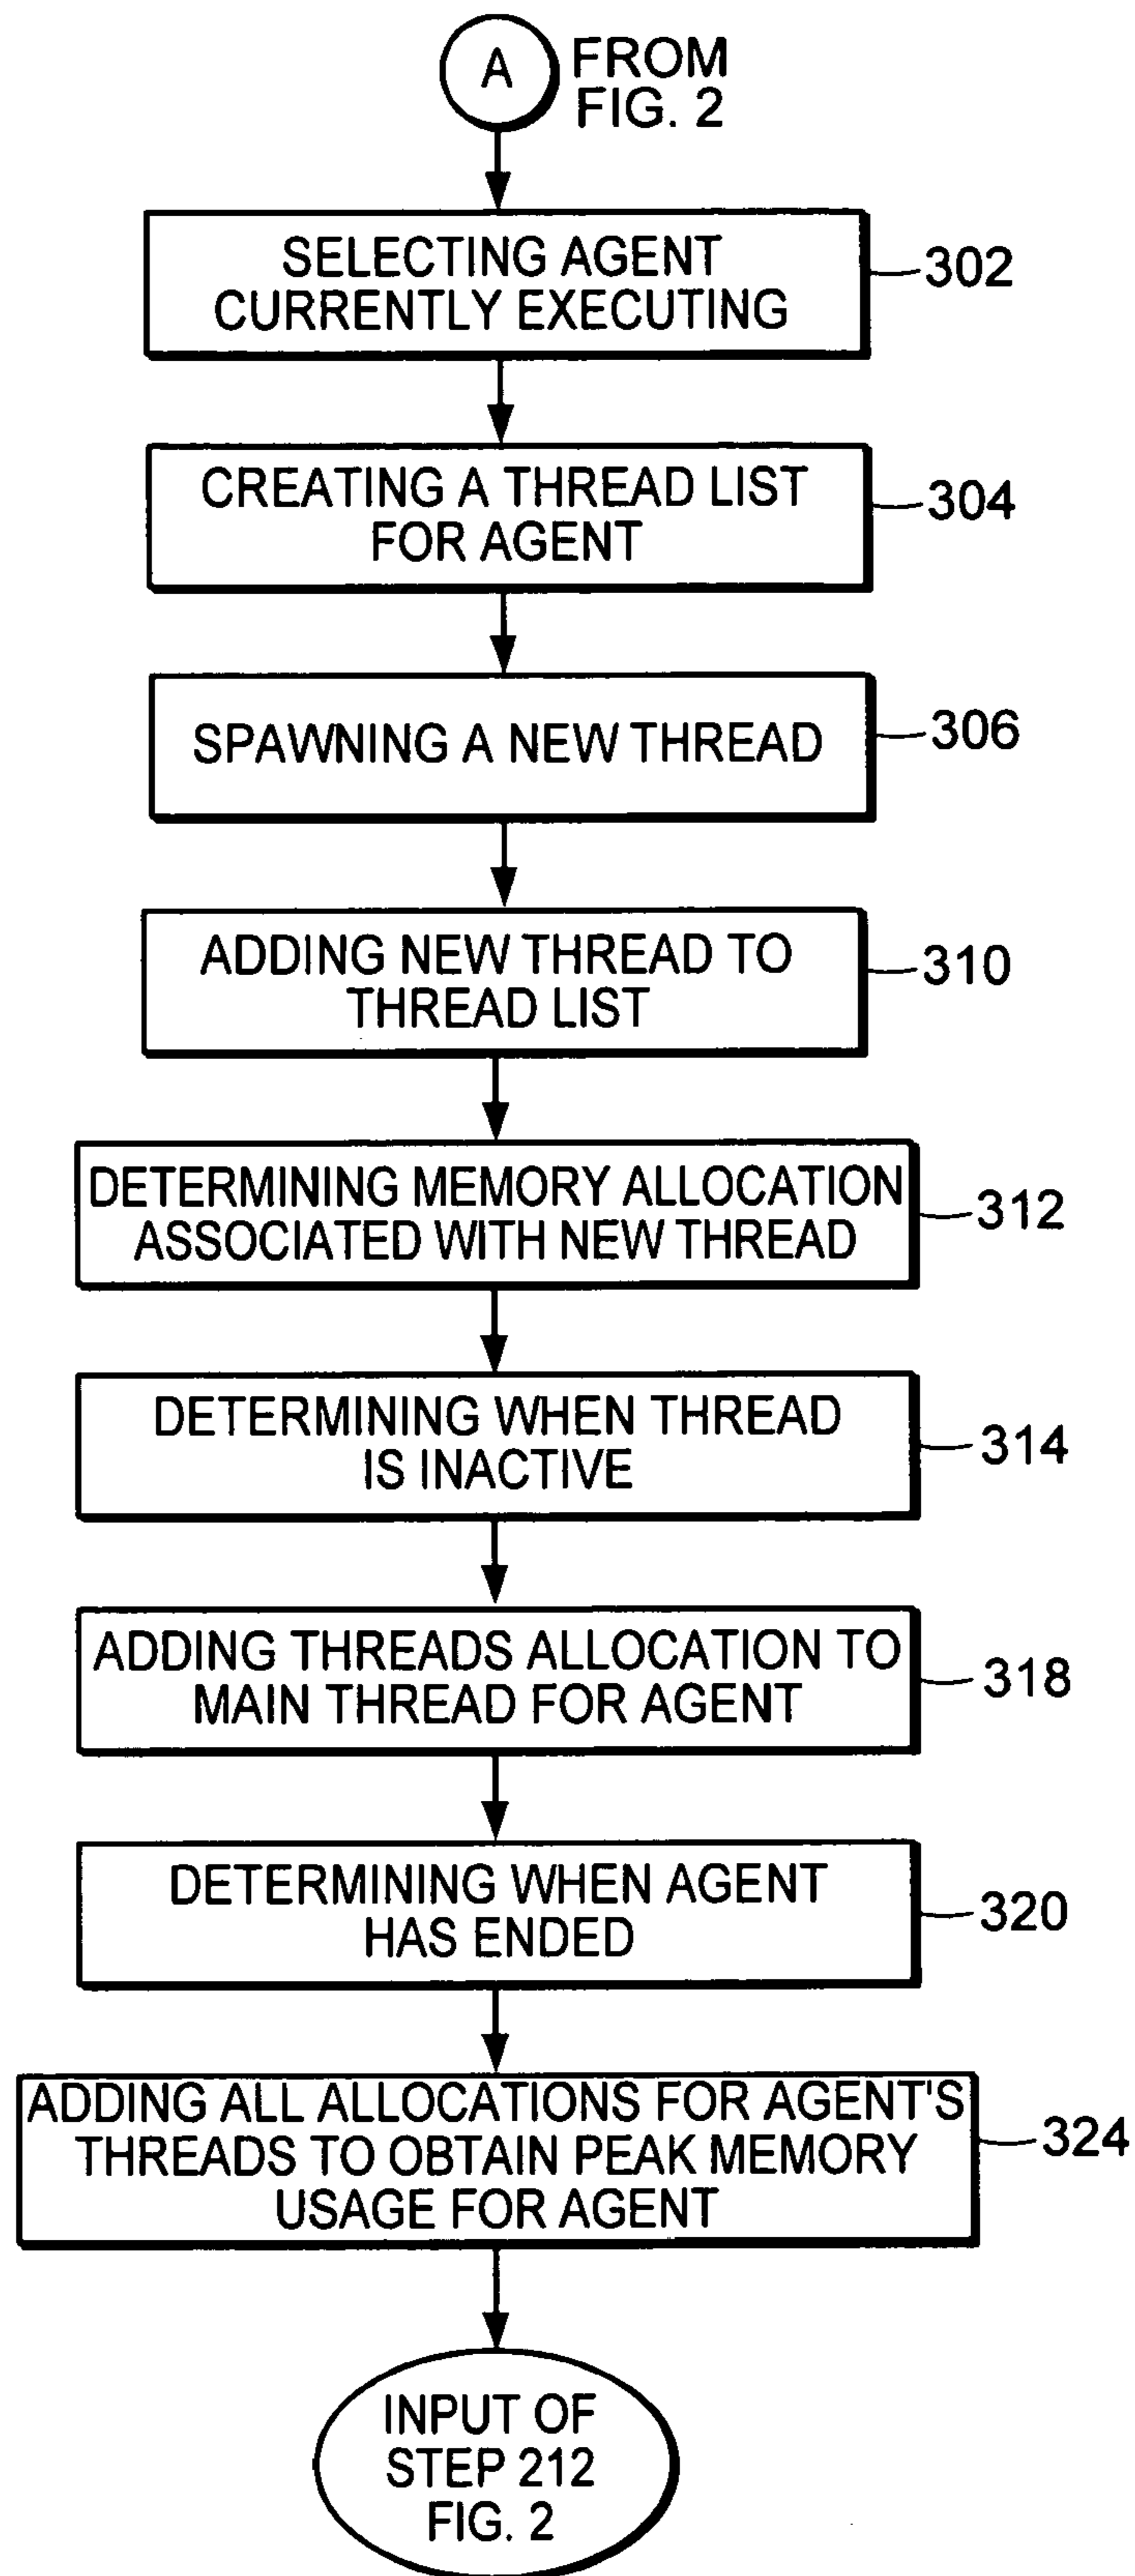 A
FROM
FIG. 2
SELECTING AGENT
CURRENTLY EXECUTING
302
CREATING A THREAD LIST
FOR AGENT
304
SPAWNING A NEW THREAD
306
ADDING NEW THREAD TO
THREAD LIST
310
DETERMINING MEMORY ALLOCATION
ASSOCIATED WITH NEW THREAD
312
DETERMINING WHEN THREAD
IS INACTIVE
314
ADDING THREADS ALLOCATION TO
MAIN THREAD FOR AGENT
318
DETERMINING WHEN AGENT
HAS ENDED
320
ADDING ALL ALLOCATIONS FOR AGENT'S
THREADS TO OBTAIN PEAK MEMORY
USAGE FOR AGENT
324
INPUT OF
STEP 212
FIG. 2